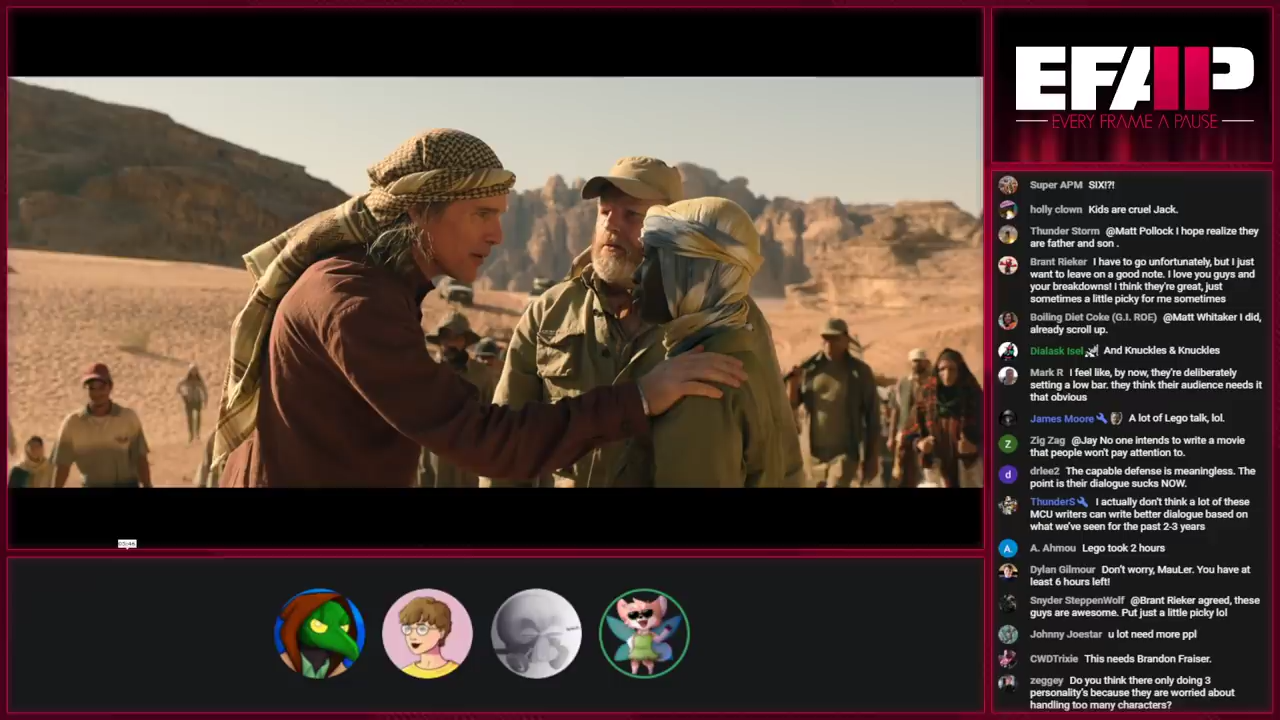 EFAP
EVERY FRAME A PAUSE
Super APM SIX!?!
holly clown Kids are cruel Jack.
Thunder Storm @Matt Pollock I hope realize they
are father and son .
Brant Rieker I have to go unfortunately, but I just
want to leave on a good note. I love you guys and
your breakdowns! I think they're great, just
sometimes a little picky for me sometimes
Boiling Diet Coke (G.I. ROE) @Matt Whitaker I did,
already scroll up.
Dialask Isel And Knuckles & Knuckles
Mark R I feel like, by now, they're deliberately
setting a low bar. they think their audience needs it
that obvious
James Moore A lot of Lego talk, lol.
Z
Zig Zag @Jay No one intends to write a movie
that people won't pay attention to.
d
drlee2 The capable defense is meaningless. The
point is their dialogue sucks NOW.
ThunderS I actually don't think a lot of these
MCU writers can write better dialogue based on
what we've seen for the past 2-3 years
A.
A. Ahmou Lego took 2 hours
Dylan Gilmour Don't worry, MauLer. You have at
least 6 hours left!
Snyder SteppenWolf @Brant Rieker agreed, these
guys are awesome. Put just a little picky lol
Johnny Joestar u lot need more ppl
CWDTrixie This needs Brandon Fraiser.
zeggey Do you think there only doing 3
personality's because they are worried about
handling too many characters?